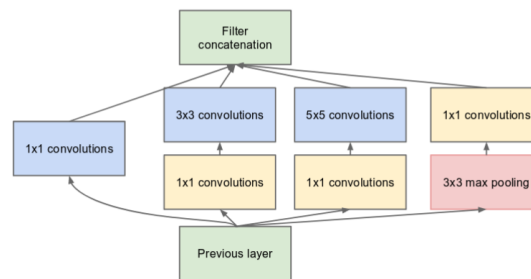 Filter
concatenation
3x3 convolutions
5x5 convolutions
1x1 convolutions
1x1 convolutions
1x1 convolutions
1x1 convolutions
3x3 max pooling
Previous layer